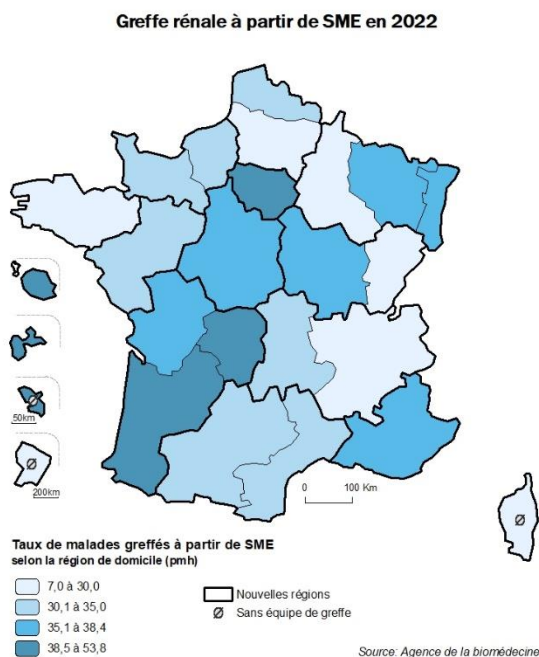 Greffe rénale à partir de SME en 2022
50km
200km
0 100 Km
Taux de malades greffés à partir de SME
selon la région de domicile (pmh)
7,0 à 30,0
30,1 à 35,0
35,1 à 38,4
38,5 à 53,8
Nouvelles régions
Sans équipe de greffe
Source: Agence de la biomédecine